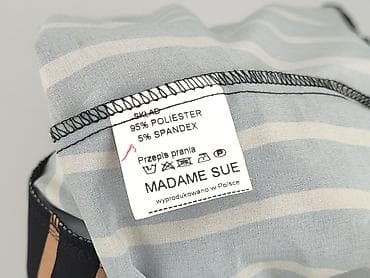 SKŁAD
95% POLIESTER
5% SPANDEX
Przepis prania
MADAME SUE
wyprodukowano w Polsce